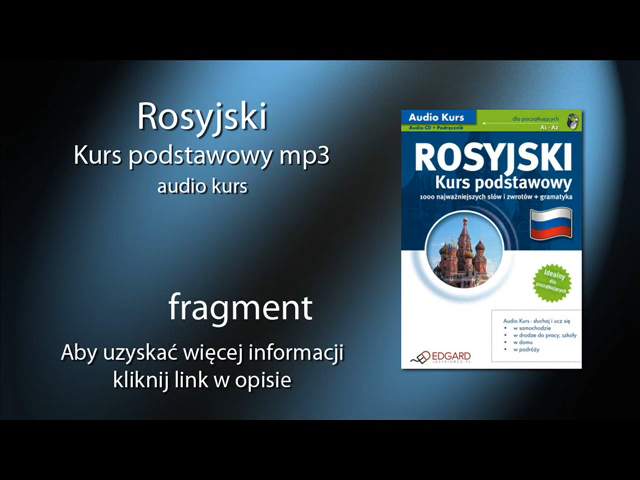 Rosyjski
Kurs podstawowy mp3
audio kurs
fragment
Aby uzyskać więcej informacji
kliknij link w opisie
Audio Kurs
Audio CD + Podręcznik
dla początkujących
A1 - A2
ROSYJSKI
Kurs podstawowy
1000 najważniejszych słów i zwrotów + gramatyka
Idealny
dla
początkujących
Audio Kurs - słuchaj i ucz się
• w samochodzie
• w drodze do pracy, szkoły
• w domu
• w podróży
EDGARD